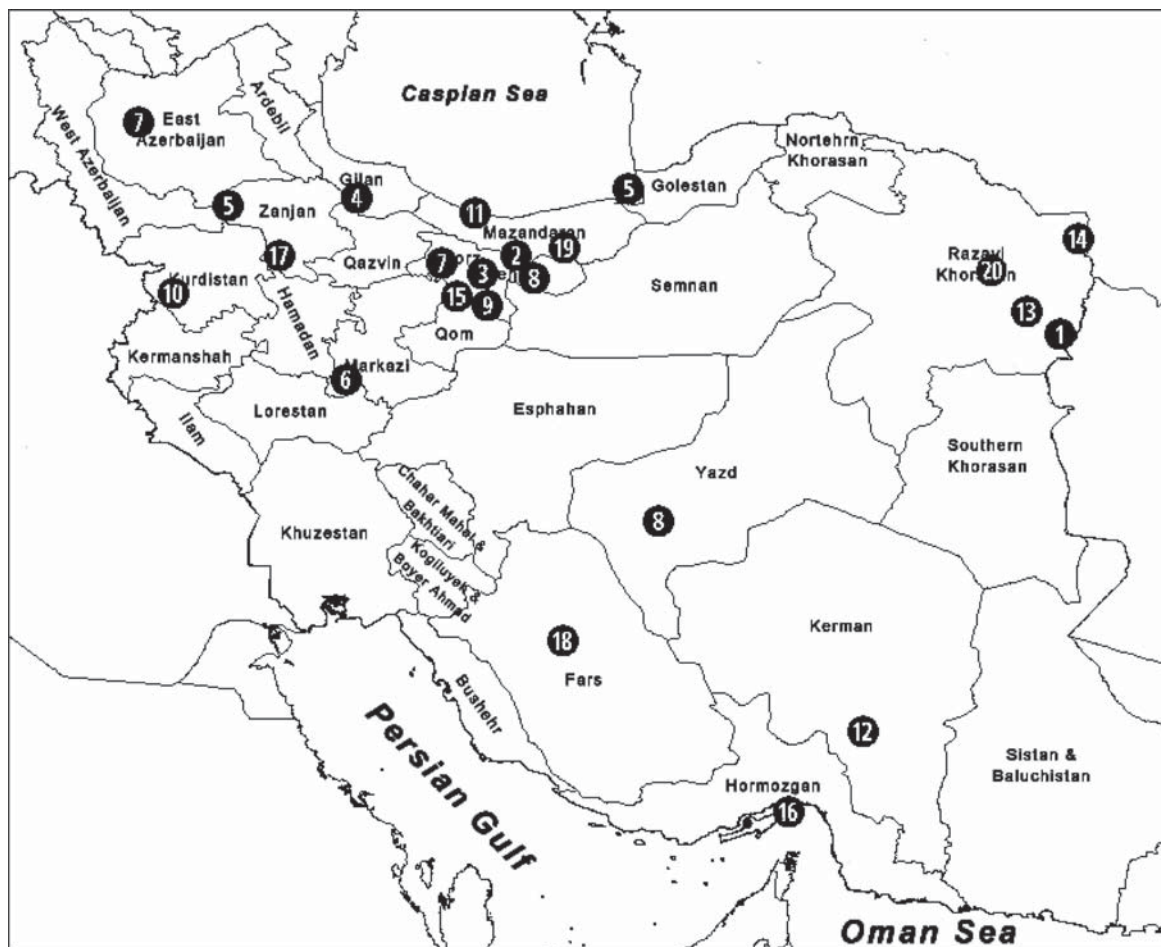 Caspian Sea
Ardebil
West Azerbaijan
7
East
Azerbaijan
Nortehrn
Khorasan
Gilan
4
5
Golestan
5
Zanjan
11
Mazandaran
19
14
17
Qazvin
7
2
3
8
Razavi
Khorasan
20
Kurdistan
10
Semnan
15
9
13
1
Hamadan
Qom
Kermanshah
Markazi
6
Ilam
Lorestan
Esphahan
Southern
Khorasan
Yazd
Chahar Mahal &
Bakhtiari
8
Khuzestan
Kogiluyek &
Boyer Ahmad
Kerman
18
Fars
Bushehr
12
Persian Gulf
Sistan &
Baluchistan
Hormozgan
16
Oman Sea